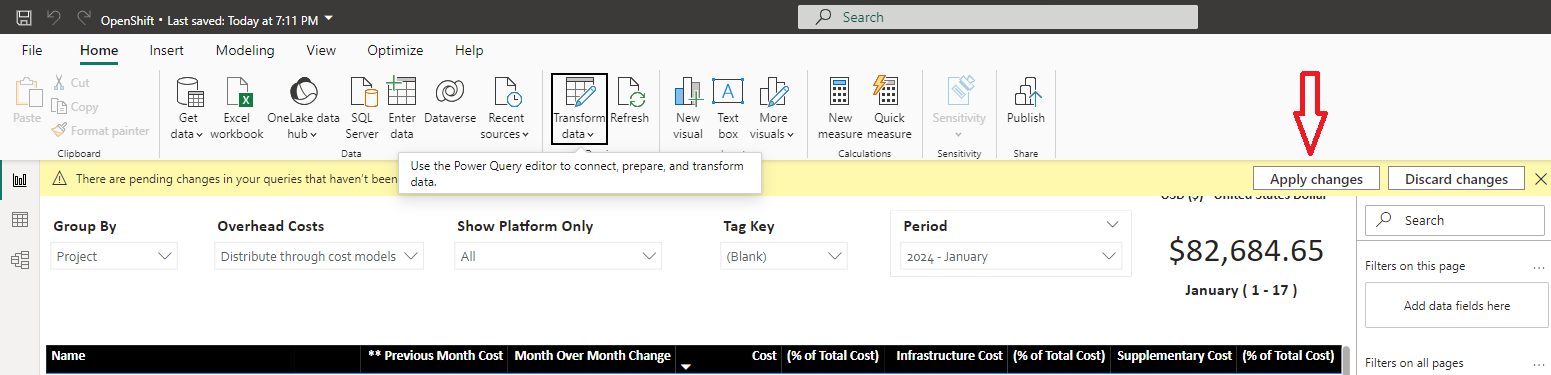 OpenShift • Last saved: Today at 7:11 PM
Search
File Home Insert Modeling View Optimize Help
Paste
Cut
Copy
Format painter
Clipboard
Get data
Excel workbook
OneLake data hub
SQL Server
Enter data
Dataverse
Recent sources
Data
Transform data
Refresh
New visual
Text box
More visuals
New measure
Quick measure
Calculations
Sensitivity
Sensitivity
Publish
Share
Use the Power Query editor to connect, prepare, and transform
data.
There are pending changes in your queries that haven't been
Apply changes
Discard changes
USD ($) - United States Dollar
Group By
Project
Overhead Costs
Distribute through cost models
Show Platform Only
All
Tag Key
(Blank)
Period
2024 - January
$82,684.65
January ( 1 - 17 )
Search
Filters on this page
...
Add data fields here
Filters on all pages
...
Name ** Previous Month Cost Month Over Month Change Cost (% of Total Cost) Infrastructure Cost (% of Total Cost) Supplementary Cost (% of Total Cost)